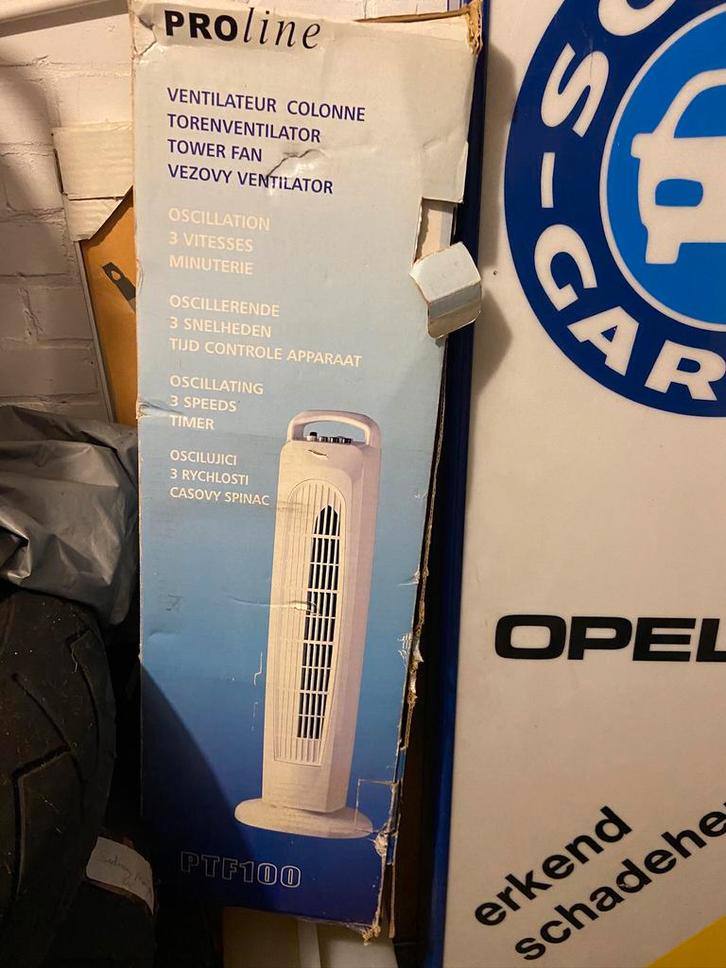 PROline
VENTILATEUR COLONNE
TORENVENTILATOR
TOWER FAN
VEZOVY VENTILATOR
OSCILLATION
3 VITESSES
MINUTERIE
OSCILLERENDE
3 SNELHEDEN
TIJD CONTROLE APPARAAT
OSCILLATING
3 SPEEDS
TIMER
OSCILUJICI
3 RYCHLOSTI
CASOVY SPINAC
PTF100
S-GAR
OPEL
erkend
schadehe